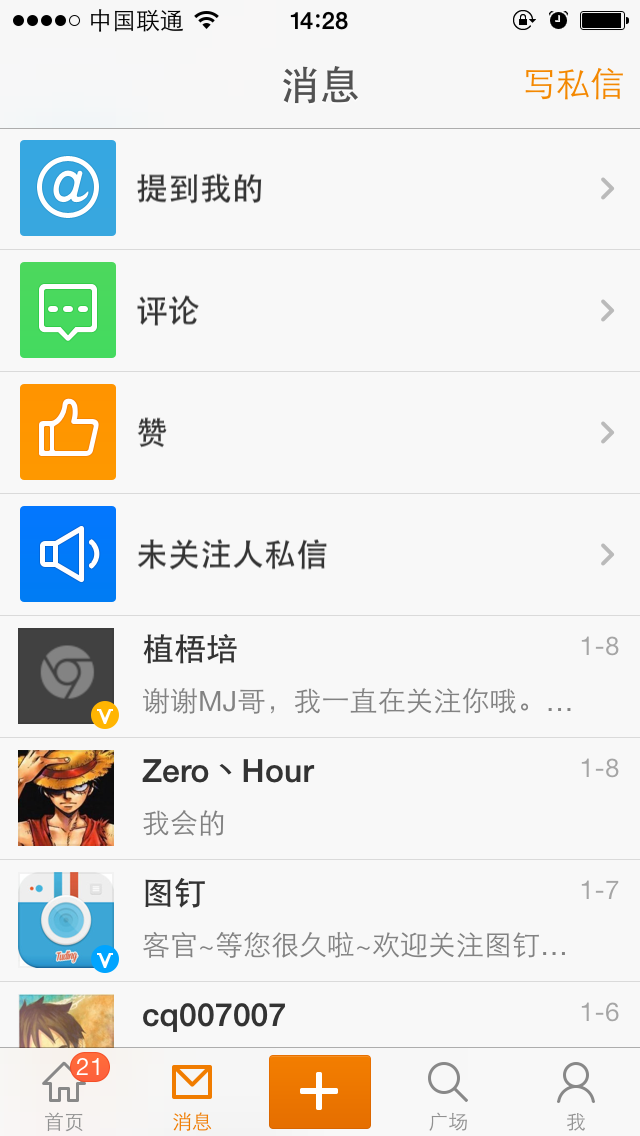 中国联通
14:28
消息
写私信
提到我的
评论
赞
未关注人私信
植梧培
1-8
谢谢MJ哥，我一直在关注你哦。...
Zero丶Hour
1-8
我会的
图钉
1-7
客官~等您很久啦~欢迎关注图钉...
Tuding
cq007007
1-6
21
首页
消息
广场
我